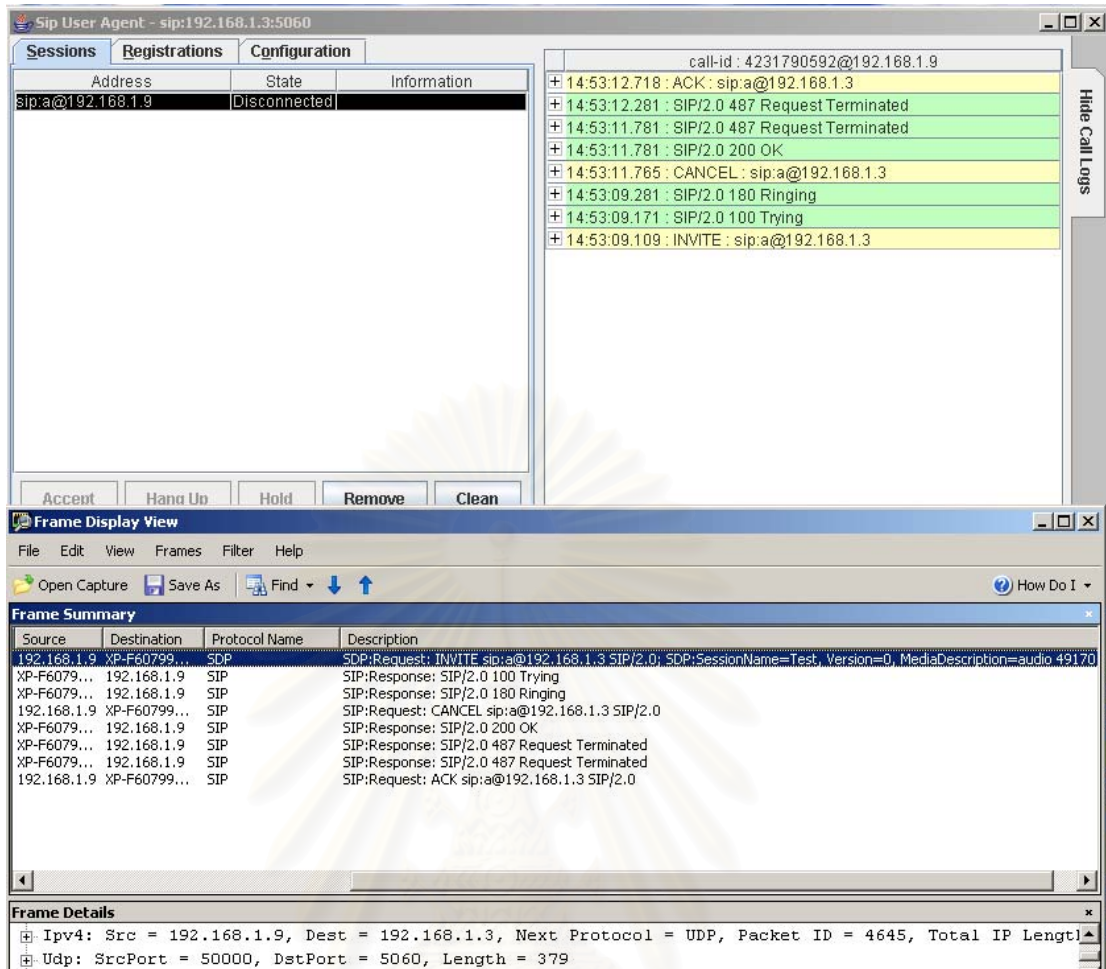 Sip User Agent - sip:192.168.1.3:5060
Sessions Registrations Configuration
Address State Information
sip:a@192.168.1.9 Disconnected
Accept Hang Up Hold Remove Clean
call-id : 4231790592@192.168.1.9
14:53:12.718 : ACK : sip:a@192.168.1.3
14:53:12.281 : SIP/2.0 487 Request Terminated
14:53:11.781 : SIP/2.0 487 Request Terminated
14:53:11.781 : SIP/2.0 200 OK
14:53:11.765 : CANCEL : sip:a@192.168.1.3
14:53:09.281 : SIP/2.0 180 Ringing
14:53:09.171 : SIP/2.0 100 Trying
14:53:09.109 : INVITE : sip:a@192.168.1.3
Hide Call Logs
Frame Display View
File Edit View Frames Filter Help
Open Capture Save As Find How Do I
Frame Summary
Source Destination Protocol Name Description
192.168.1.9 XP-F60799... SDP SDP:Request: INVITE sip:a@192.168.1.3 SIP/2.0; SDP:SessionName=Test, Version=0, MediaDescription=audio 49170
XP-F6079... 192.168.1.9 SIP SIP:Response: SIP/2.0 100 Trying
XP-F6079... 192.168.1.9 SIP SIP:Response: SIP/2.0 180 Ringing
192.168.1.9 XP-F60799... SIP SIP:Request: CANCEL sip:a@192.168.1.3 SIP/2.0
XP-F6079... 192.168.1.9 SIP SIP:Response: SIP/2.0 200 OK
XP-F6079... 192.168.1.9 SIP SIP:Response: SIP/2.0 487 Request Terminated
XP-F6079... 192.168.1.9 SIP SIP:Response: SIP/2.0 487 Request Terminated
192.168.1.9 XP-F60799... SIP SIP:Request: ACK sip:a@192.168.1.3 SIP/2.0
Frame Details
Ipv4: Src = 192.168.1.9, Dest = 192.168.1.3, Next Protocol = UDP, Packet ID = 4645, Total IP Lengt
Udp: SrcPort = 50000, DstPort = 5060, Length = 379